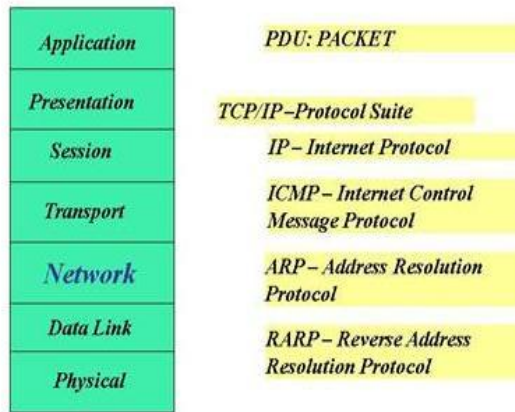 Application
Presentation
Session
Transport
Network
Data Link
Physical
PDU: PACKET
TCP/IP–Protocol Suite
IP – Internet Protocol
ICMP – Internet Control
Message Protocol
ARP – Address Resolution
Protocol
RARP – Reverse Address
Resolution Protocol